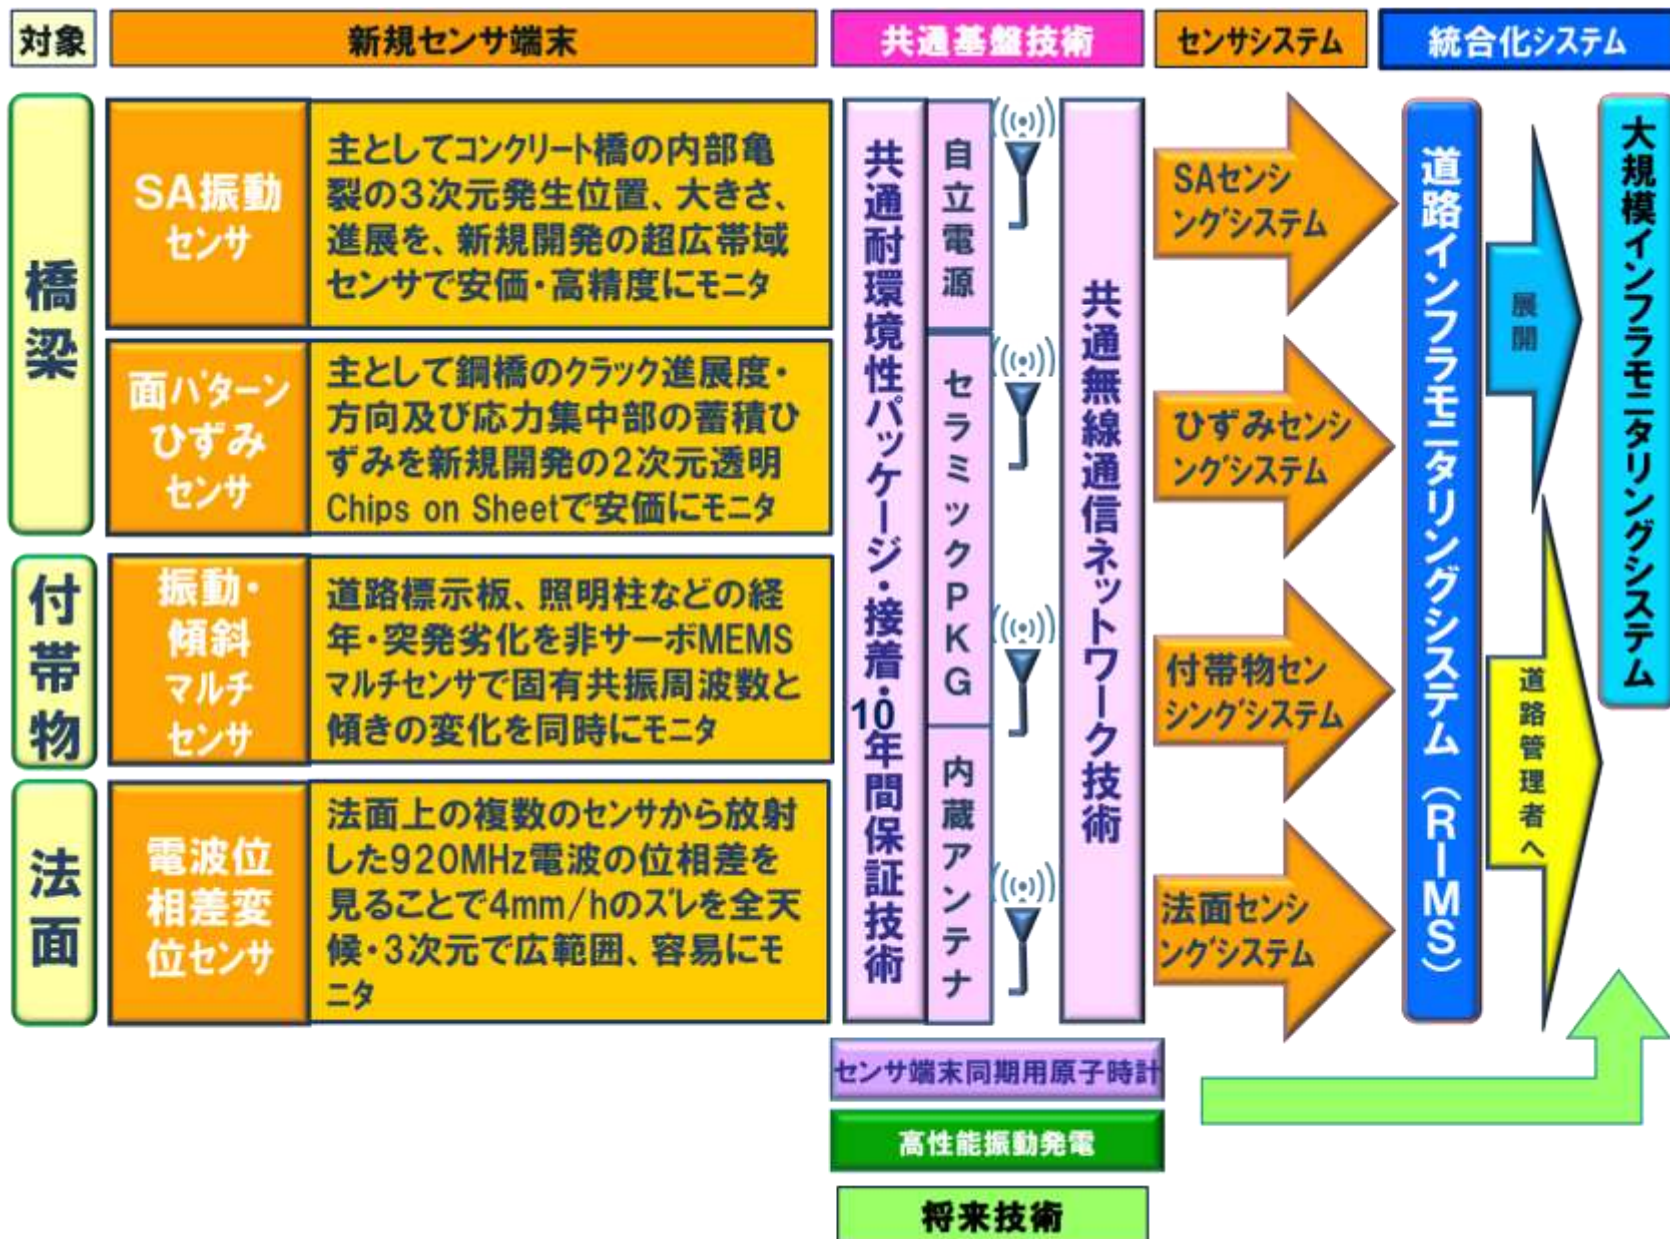 対象
新規センサ端末
共通基盤技術
センサシステム
統合化システム
橋梁
SA振動
センサ
主としてコンクリート橋の内部亀
裂の3次元発生位置、大きさ、
進展を、新規開発の超広帯域
センサで安価・高精度にモニタ
面パターン
ひずみ
センサ
主として鋼橋のクラック進展度・
方向及び応力集中部の蓄積ひ
ずみを新規開発の2次元透明
Chips on Sheetで安価にモニタ
付帯物
振動・
傾斜
マルチ
センサ
道路標示板、照明柱などの経
年・突発劣化を非サーボMEMS
マルチセンサで固有共振周波数と
傾きの変化を同時にモニタ
法面
電波位
相差変
位センサ
法面上の複数のセンサから放射
した920MHz電波の位相差を
見ることで4mm/hのズレを全天
候・3次元で広範囲、容易にモ
ニタ
共通耐環境性パッケージ・接着・10年間保証技術
自立電源
セラミックPKG
内蔵アンテナ
共通無線通信ネットワーク技術
SAセンシ
ングシステム
ひずみセンシ
ングシステム
付帯物セン
シングシステム
法面センシ
ングシステム
道路インフラモニタリングシステム（RIMS）
展開
道路管理者へ
大規模インフラモニタリングシステム
センサ端末同期用原子時計
高性能振動発電
将来技術